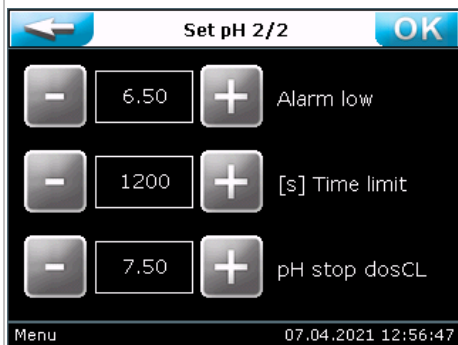 Set pH 2/2 OK
- 6.50 + Alarm low
- 1200 + [s] Time limit
- 7.50 + pH stop dosCL
Menu 07.04.2021 12:56:47